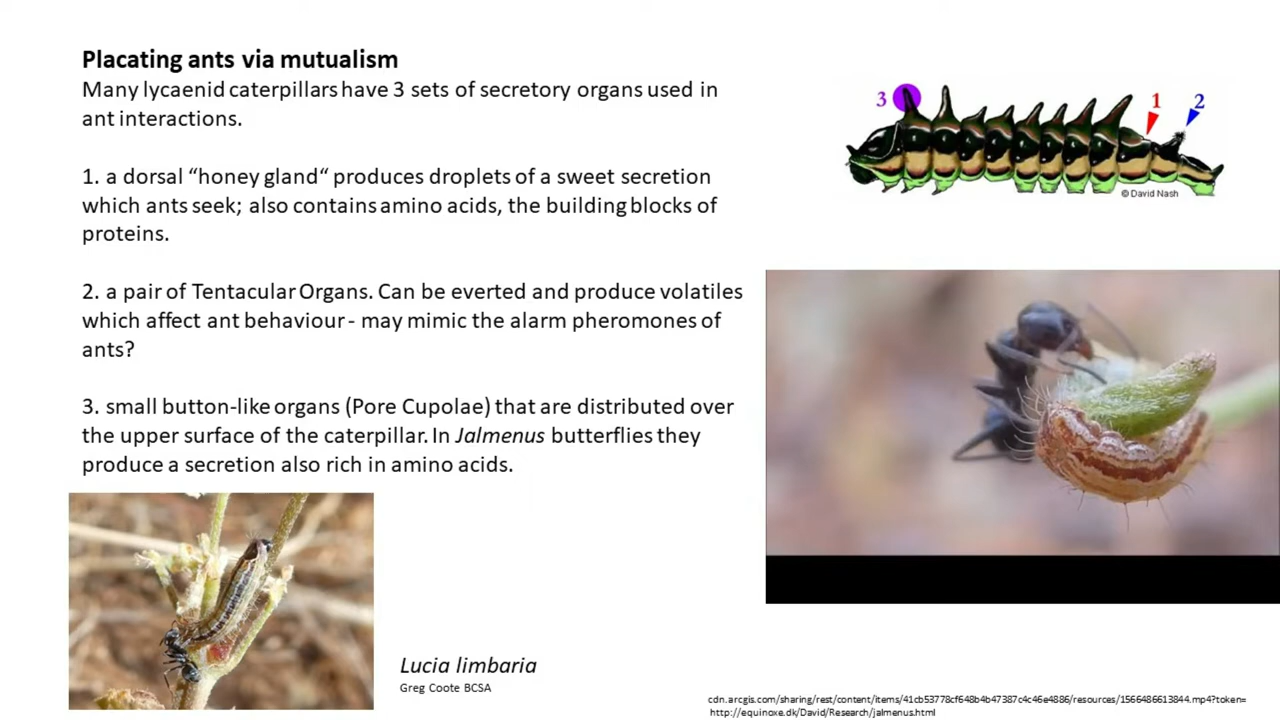 Placating ants via mutualism
Many lycaenid caterpillars have 3 sets of secretory organs used in
ant interactions.
1. a dorsal “honey gland“ produces droplets of a sweet secretion
which ants seek; also contains amino acids, the building blocks of
proteins.
2. a pair of Tentacular Organs. Can be everted and produce volatiles
which affect ant behaviour - may mimic the alarm pheromones of
ants?
3. small button-like organs (Pore Cupolae) that are distributed over
the upper surface of the caterpillar. In Jalmenus butterflies they
produce a secretion also rich in amino acids.
3
1
2
© David Nash
Lucia limbaria
Greg Coote BCSA
cdn.arcgis.com/sharing/rest/content/items/41cb53778cf648b4b47387c4c46e4886/resources/1566486613844.mp4?token=
http://equinoxe.dk/David/Research/jalmenus.html